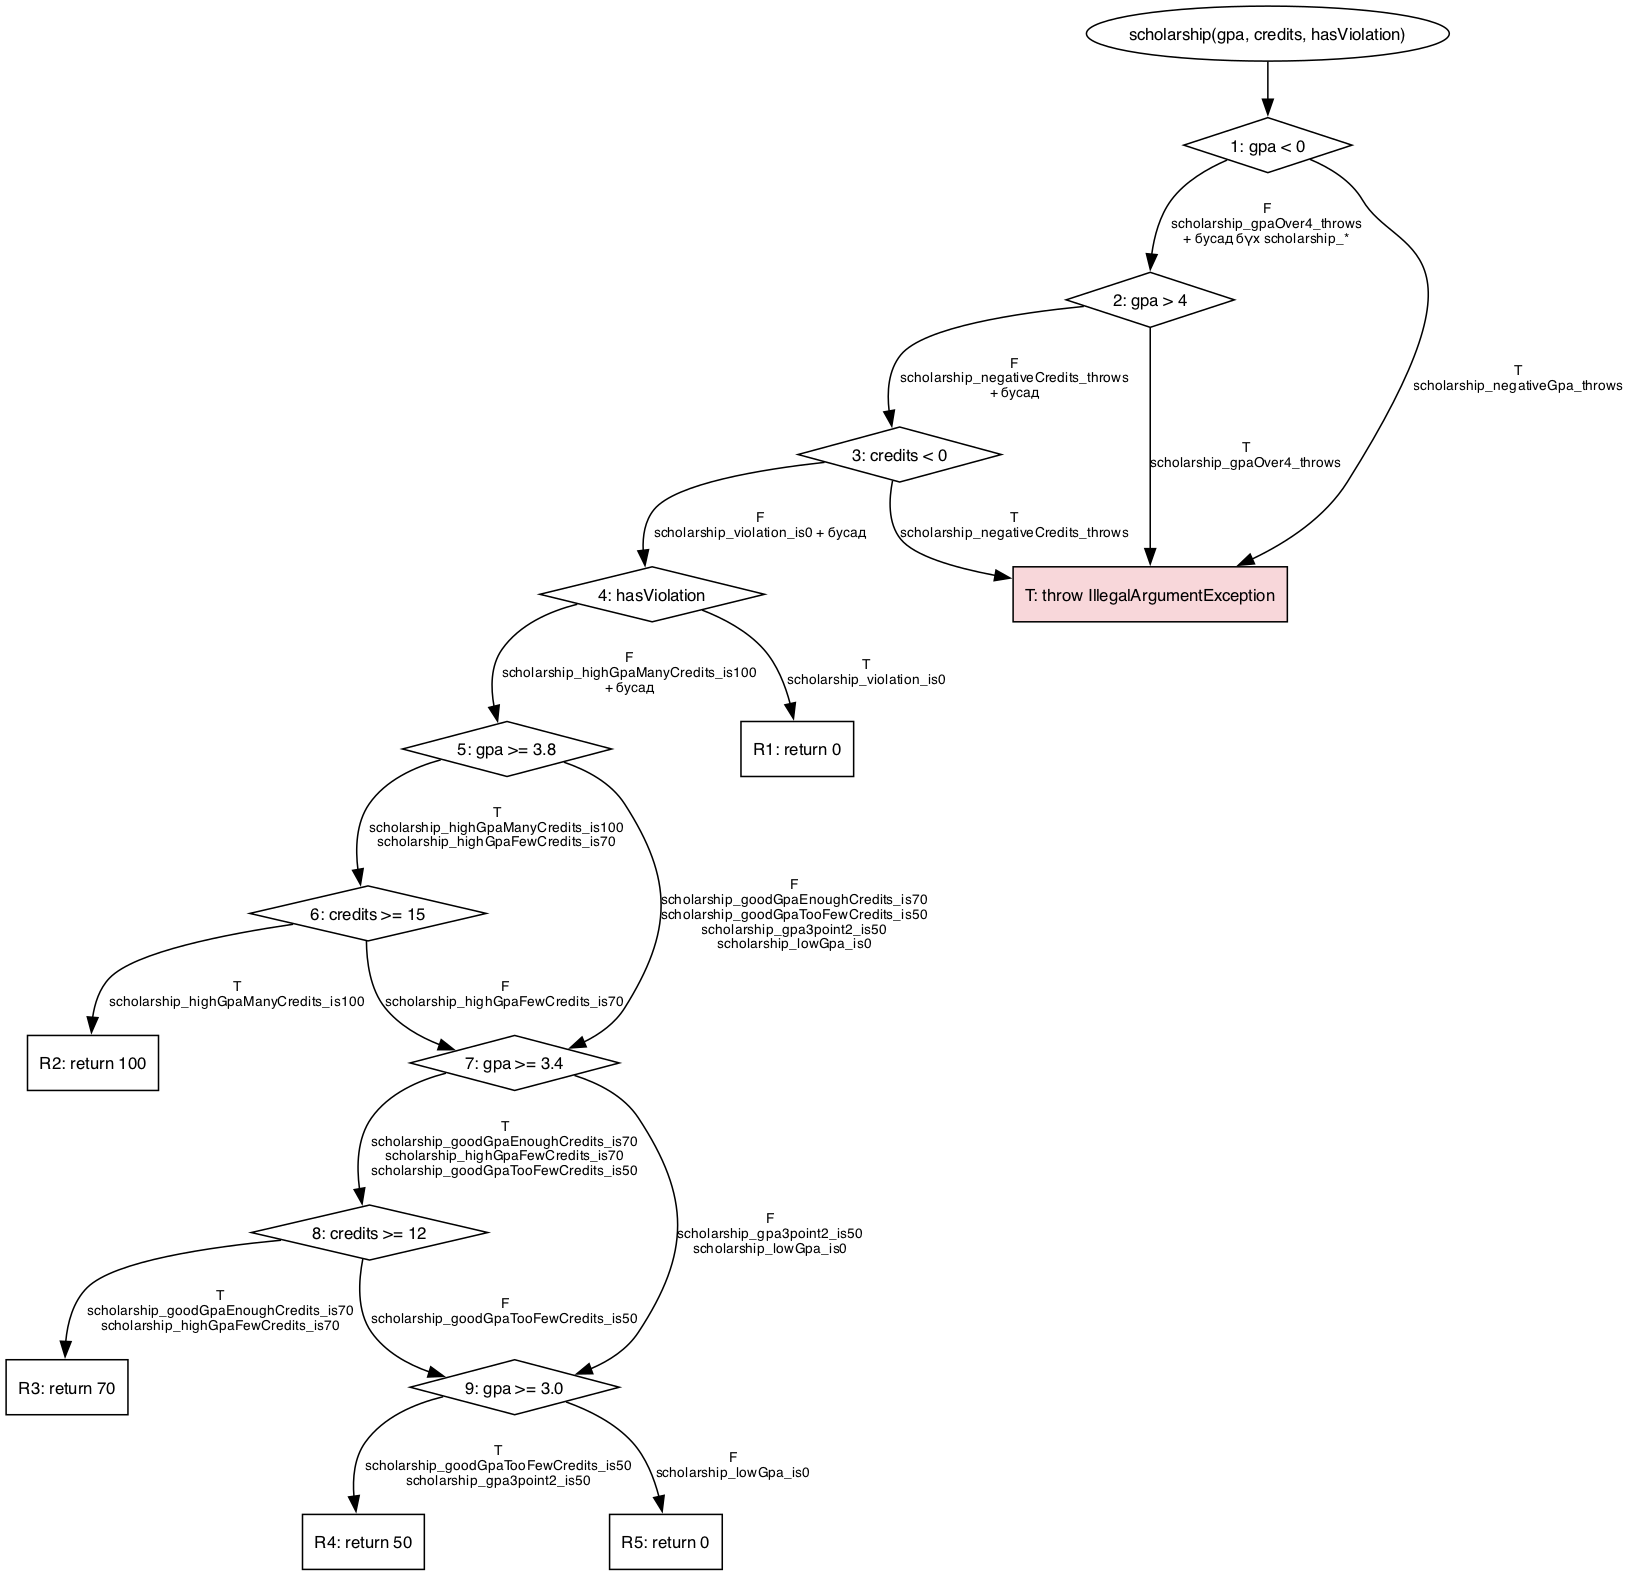 scholarship(gpa, credits, hasViolation)
1: gpa < 0
F
scholarship_gpaOver4_throws
+ бусад бүх scholarship_*
2: gpa > 4
F
scholarship_negativeCredits_throws
+ бусад
T
scholarship_negativeGpa_throws
3: credits < 0
T
scholarship_gpaOver4_throws
F
scholarship_violation_is0 + бусад
T
scholarship_negativeCredits_throws
4: hasViolation
T: throw IllegalArgumentException
F
scholarship_highGpaManyCredits_is100
+ бусад
T
scholarship_violation_is0
5: gpa >= 3.8
R1: return 0
T
scholarship_highGpaManyCredits_is100
scholarship_highGpaFewCredits_is70
F
scholarship_goodGpaEnoughCredits_is70
scholarship_goodGpaTooFewCredits_is50
scholarship_gpa3point2_is50
scholarship_lowGpa_is0
6: credits >= 15
T
scholarship_highGpaManyCredits_is100
F
scholarship_highGpaFewCredits_is70
R2: return 100
7: gpa >= 3.4
T
scholarship_goodGpaEnoughCredits_is70
scholarship_highGpaFewCredits_is70
scholarship_goodGpaTooFewCredits_is50
F
scholarship_gpa3point2_is50
scholarship_lowGpa_is0
8: credits >= 12
T
scholarship_goodGpaEnoughCredits_is70
scholarship_highGpaFewCredits_is70
F
scholarship_goodGpaTooFewCredits_is50
R3: return 70
9: gpa >= 3.0
T
scholarship_goodGpaTooFewCredits_is50
scholarship_gpa3point2_is50
F
scholarship_lowGpa_is0
R4: return 50
R5: return 0